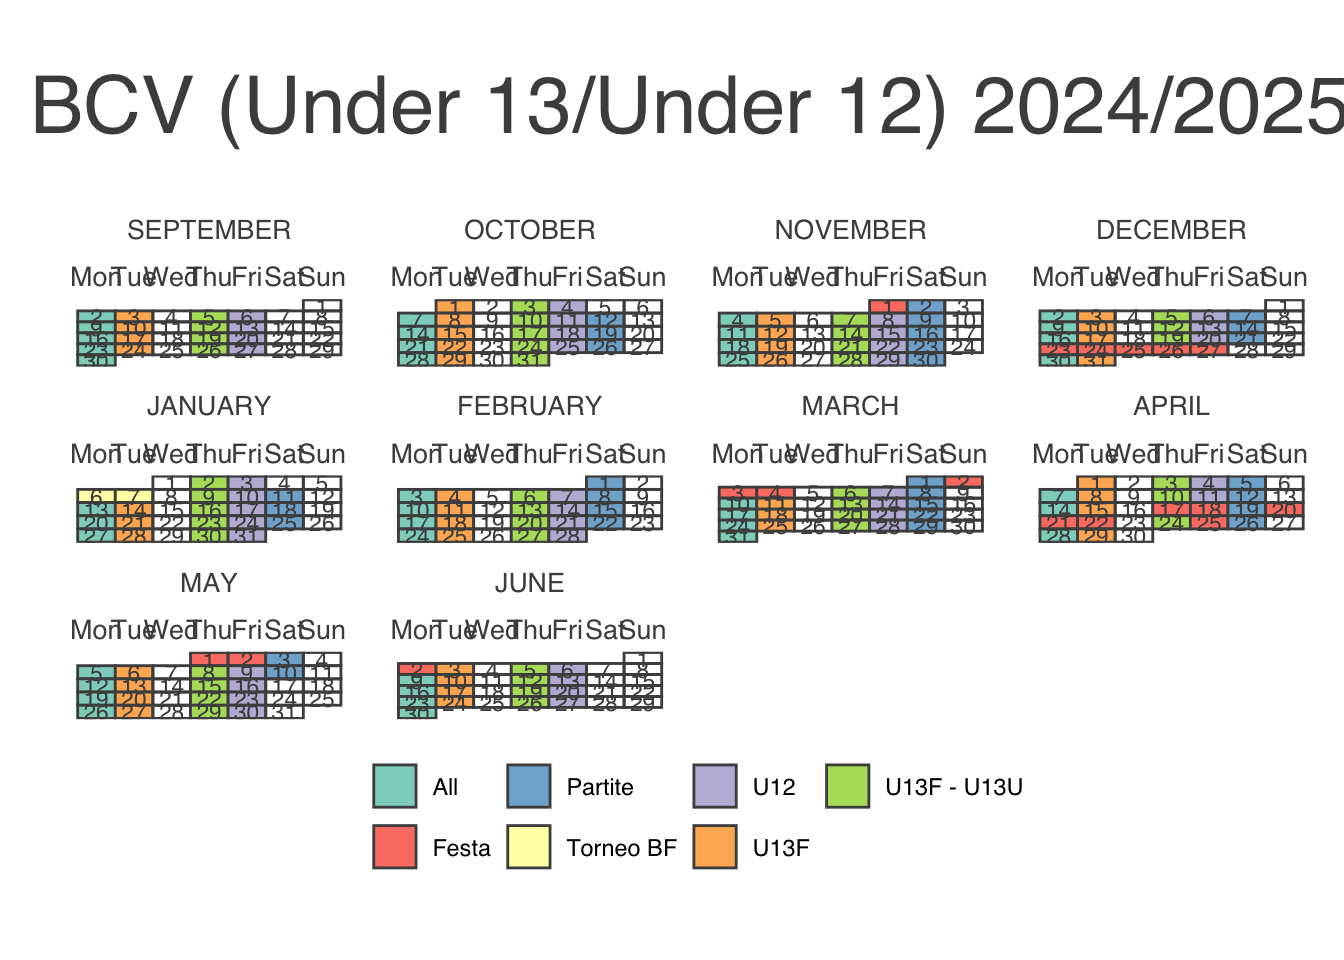 BCV (Under 13/Under 12) 2024/2025
SEPTEMBER OCTOBER NOVEMBER DECEMBER
Mon Tue Wed Thu Fri Sat Sun Mon Tue Wed Thu Fri Sat Sun Mon Tue Wed Thu Fri Sat Sun Mon Tue Wed Thu Fri Sat Sun
1 1 2 3 4 5 6 1 2 3 1
2 3 4 5 6 7 8 7 8 9 10 11 12 13 4 5 6 7 8 9 10 2 3 4 5 6 7 8
9 10 11 12 13 14 15 14 15 16 17 18 19 20 11 12 13 14 15 16 17 9 10 11 12 13 14 15
16 17 18 19 20 21 22 21 22 23 24 25 26 27 18 19 20 21 22 23 24 16 17 18 19 20 21 22
23 24 25 26 27 28 29 28 29 30 31 25 26 27 28 29 30 23 24 25 26 27 28 29
30 30 31
JANUARY FEBRUARY MARCH APRIL
Mon Tue Wed Thu Fri Sat Sun Mon Tue Wed Thu Fri Sat Sun Mon Tue Wed Thu Fri Sat Sun Mon Tue Wed Thu Fri Sat Sun
1 2 3 4 5 1 2 1 2 1 2 3 4 5 6
6 7 8 9 10 11 12 3 4 5 6 7 8 9 3 4 5 6 7 8 9 7 8 9 10 11 12 13
13 14 15 16 17 18 19 10 11 12 13 14 15 16 10 11 12 13 14 15 16 14 15 16 17 18 19 20
20 21 22 23 24 25 26 17 18 19 20 21 22 23 17 18 19 20 21 22 23 21 22 23 24 25 26 27
27 28 29 30 31 24 25 26 27 28 24 25 26 27 28 29 30 28 29 30
31
MAY JUNE
Mon Tue Wed Thu Fri Sat Sun Mon Tue Wed Thu Fri Sat Sun
1 2 3 4 1
5 6 7 8 9 10 11 2 3 4 5 6 7 8
12 13 14 15 16 17 18 9 10 11 12 13 14 15
19 20 21 22 23 24 25 16 17 18 19 20 21 22
26 27 28 29 30 31 23 24 25 26 27 28 29
30
All Partite U12 U13F - U13U
Festa Torneo BF U13F